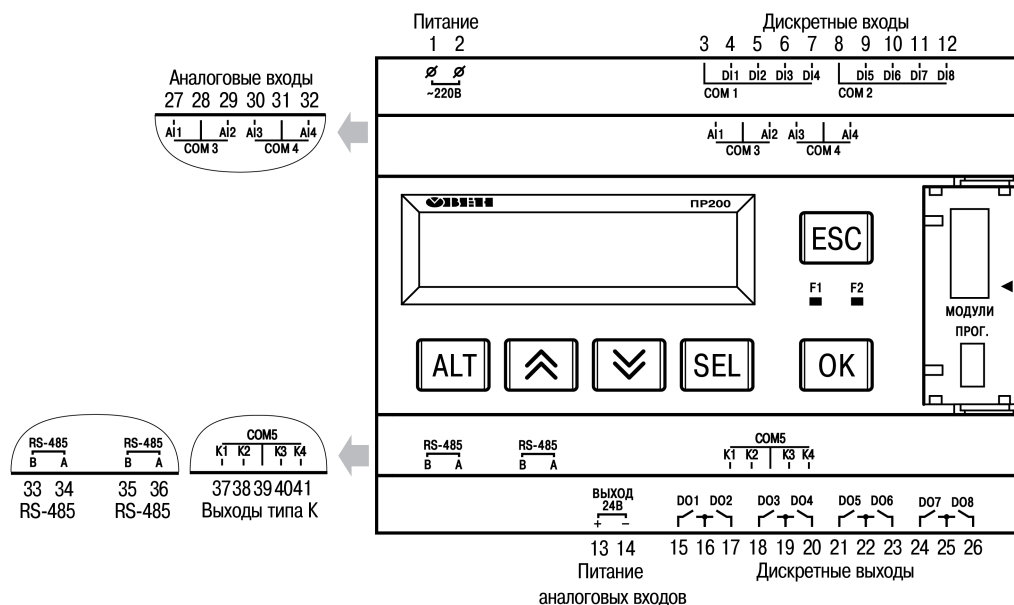 Питание
1 2
Дискретные входы
3 4 5 6 7 8 9 10 11 12
~220В
DI1 DI2 DI3 DI4 DI5 DI6 DI7 DI8
COM 1 COM 2
Аналоговые входы
27 28 29 30 31 32
AI1 AI2 AI3 AI4
COM 3 COM 4
AI1 AI2 AI3 AI4
COM 3 COM 4
ОВЕН ПР200
ESC
F1 F2
МОДУЛИ
ПРОГ.
ALT SEL OK
RS-485 RS-485
B A B A
33 34 35 36
RS-485 RS-485
COM5
K1 K2 K3 K4
37 38 39 40 41
Выходы типа К
RS-485 RS-485
B A B A
COM5
K1 K2 K3 K4
ВЫХОД
24В
+ –
DO1 DO2 DO3 DO4 DO5 DO6 DO7 DO8
13 14 15 16 17 18 19 20 21 22 23 24 25 26
Питание
аналоговых входов
Дискретные выходы